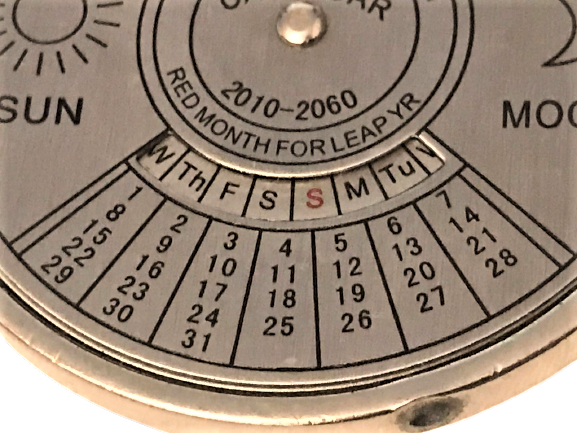 SUN
2010-2060
RED MONTH FOR LEAP YR
W Th F S S M Tu
1 2 3 4 5 6 7
8 9 10 11 12 13 14
15 16 17 18 19 20 21
22 23 24 25 26 27 28
29 30 31